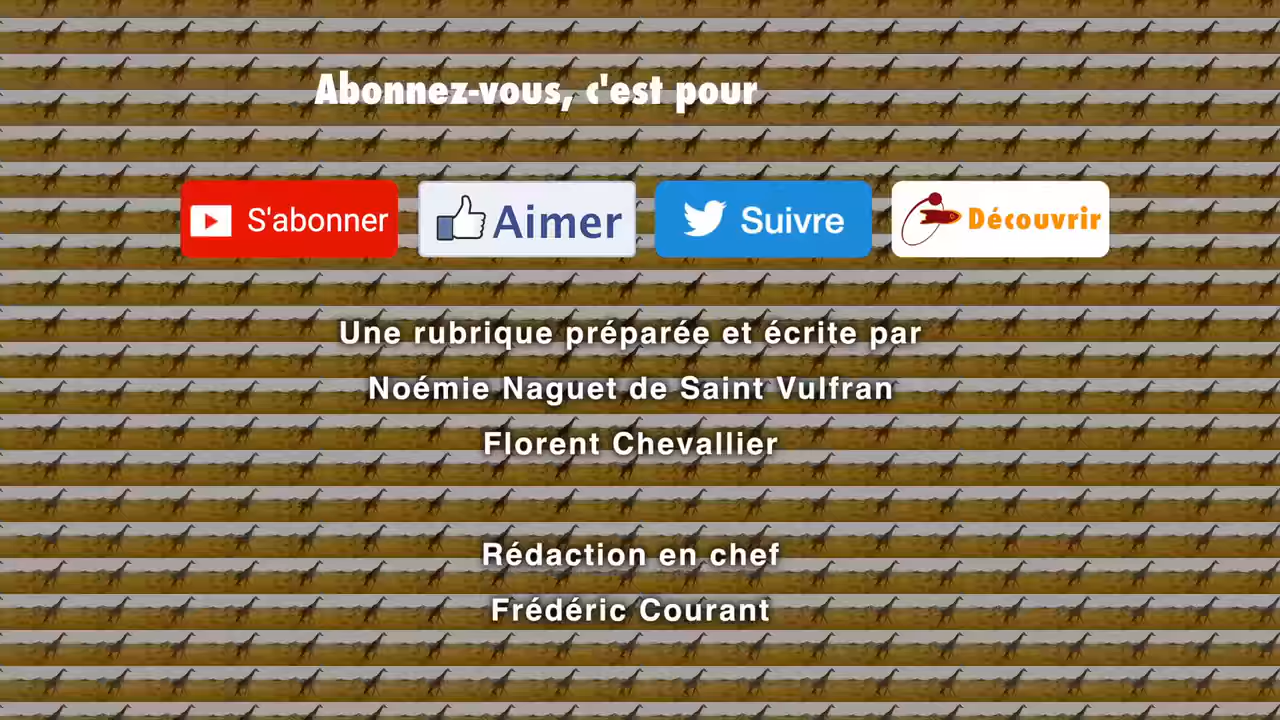 Abonnez-vous, c'est pour
S'abonner
Aimer
Suivre
Découvrir
Une rubrique préparée et écrite par
Noémie Naguet de Saint Vulfran
Florent Chevallier
Rédaction en chef
Frédéric Courant